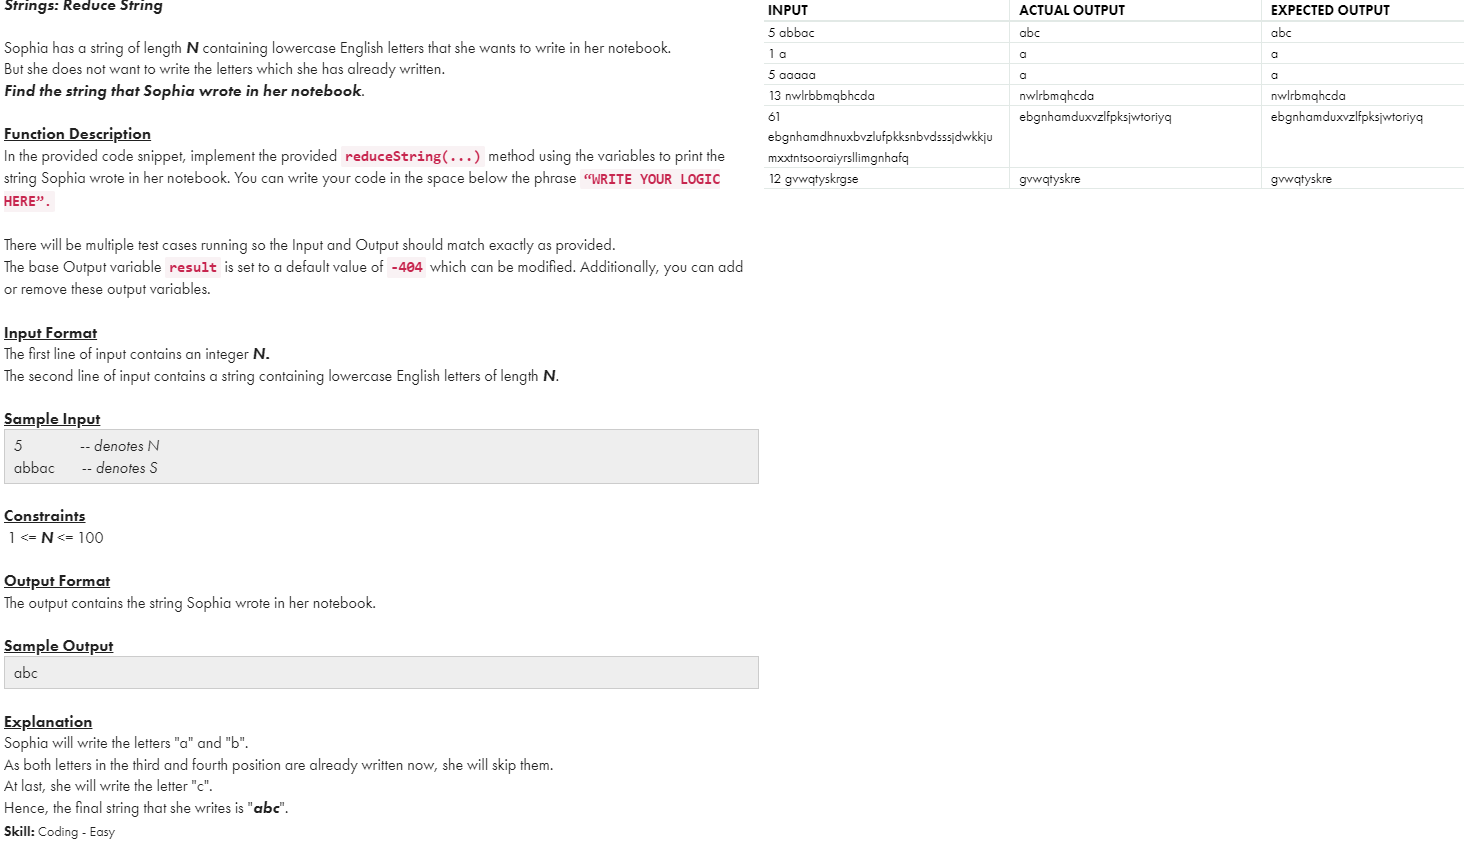 Strings: Reduce String
Sophia has a string of length N containing lowercase English letters that she wants to write in her notebook.
But she does not want to write the letters which she has already written.
Find the string that Sophia wrote in her notebook.
Function Description
In the provided code snippet, implement the provided reduceString(...) method using the variables to print the
string Sophia wrote in her notebook. You can write your code in the space below the phrase “WRITE YOUR LOGIC
HERE”.
There will be multiple test cases running so the Input and Output should match exactly as provided.
The base Output variable result is set to a default value of -404 which can be modified. Additionally, you can add
or remove these output variables.
Input Format
The first line of input contains an integer N.
The second line of input contains a string containing lowercase English letters of length N.
Sample Input
5 -- denotes N
abbac -- denotes S
Constraints
1 <= N <= 100
Output Format
The output contains the string Sophia wrote in her notebook.
Sample Output
abc
Explanation
Sophia will write the letters "a" and "b".
As both letters in the third and fourth position are already written now, she will skip them.
At last, she will write the letter "c".
Hence, the final string that she writes is "abc".
Skill: Coding - Easy
INPUT ACTUAL OUTPUT EXPECTED OUTPUT
5 abbac abc abc
1 a a a
5 aaaaa a a
13 nwlrbbmqbhcda nwlrbmqhcda nwlrbmqhcda
61 ebgnhamduxvzlfpksjwtoriyq ebgnhamduxvzlfpksjwtoriyq
ebgnhamdhnuxbvzlufpkksnbvdsssjdwkkju
mxxtntsooraiyrsllimgnhafq
12 gvwqtyskrgse gvwqtyskre gvwqtyskre